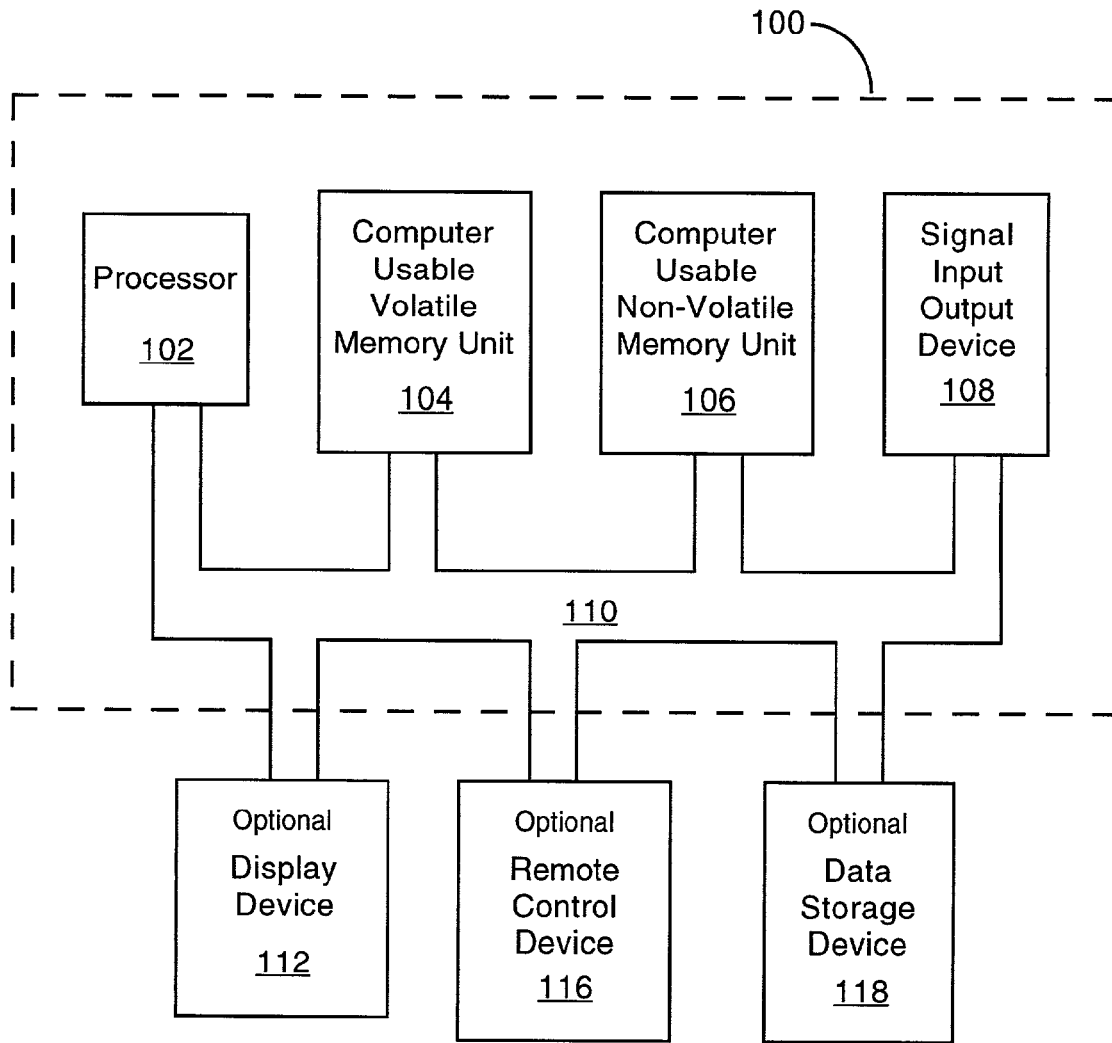 100
Processor
102
Computer
Usable
Volatile
Memory Unit
104
Computer
Usable
Non-Volatile
Memory Unit
106
Signal
Input
Output
Device
108
110
Optional
Display
Device
112
Optional
Remote
Control
Device
116
Optional
Data
Storage
Device
118